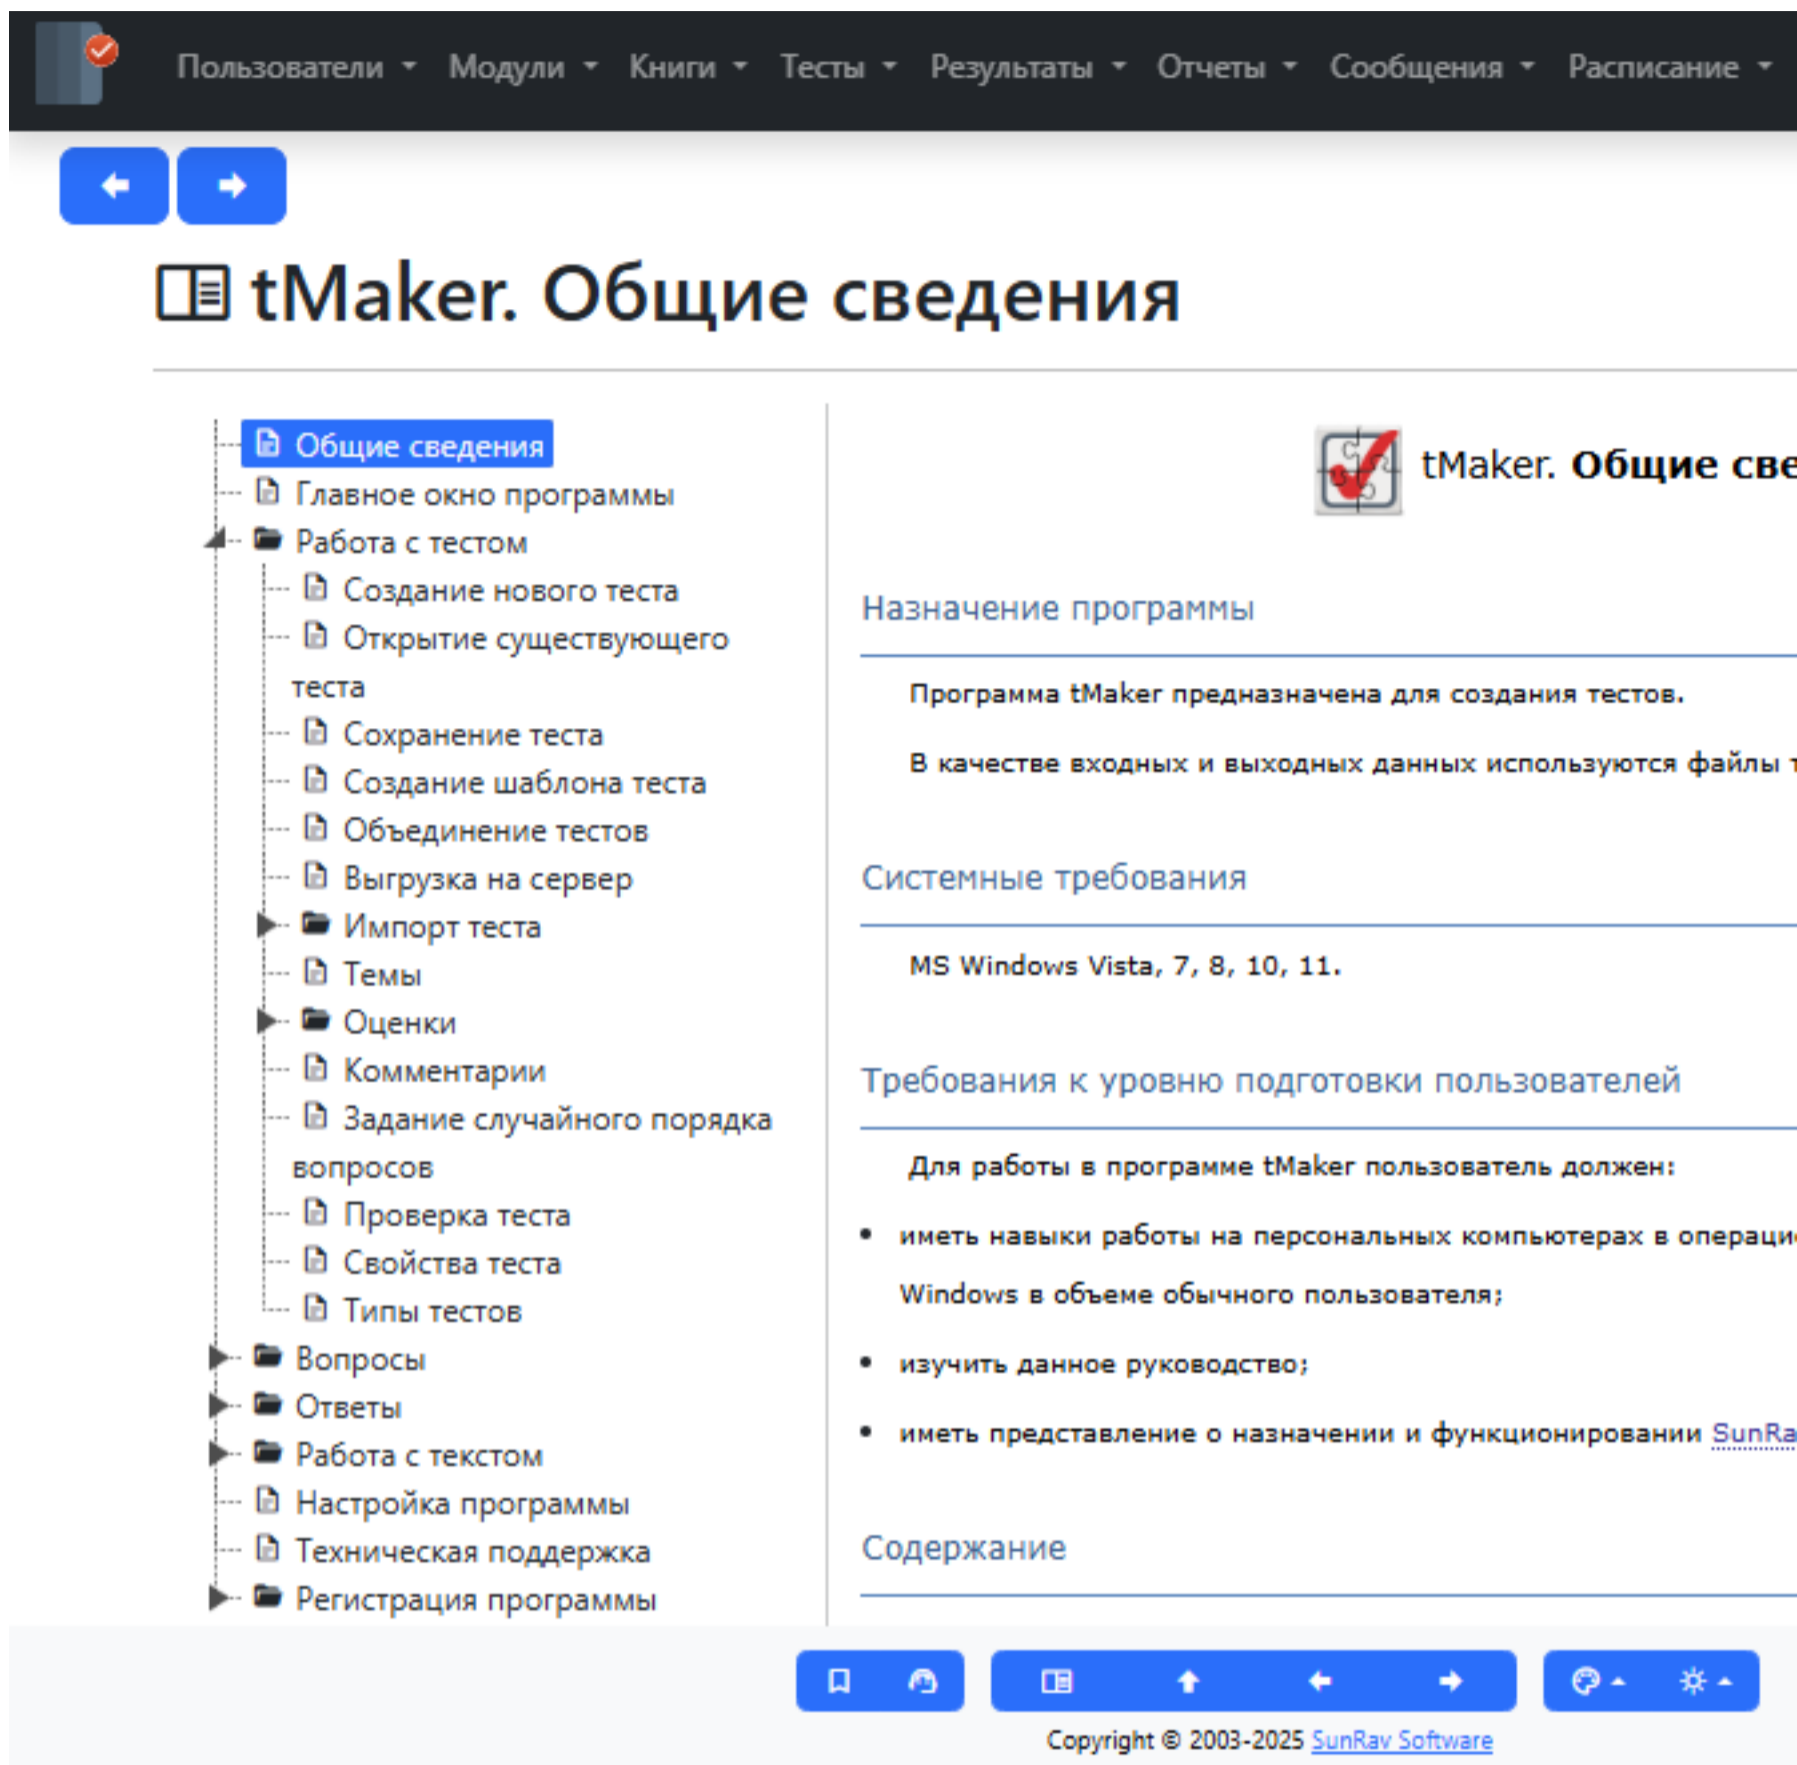 Пользователи Модули Книги Тесты Результаты Отчеты Сообщения Расписание
tMaker. Общие сведения
Общие сведения
Главное окно программы
Работа с тестом
Создание нового теста
Открытие существующего
теста
Сохранение теста
Создание шаблона теста
Объединение тестов
Выгрузка на сервер
Импорт теста
Темы
Оценки
Комментарии
Задание случайного порядка
вопросов
Проверка теста
Свойства теста
Типы тестов
Вопросы
Ответы
Работа с текстом
Настройка программы
Техническая поддержка
Регистрация программы
tMaker. Общие све
Назначение программы
Программа tMaker предназначена для создания тестов.
В качестве входных и выходных данных используются файлы т
Системные требования
MS Windows Vista, 7, 8, 10, 11.
Требования к уровню подготовки пользователей
Для работы в программе tMaker пользователь должен:
• иметь навыки работы на персональных компьютерах в операци
Windows в объеме обычного пользователя;
• изучить данное руководство;
• иметь представление о назначении и функционировании SunRa
Содержание
Copyright © 2003-2025 SunRav Software